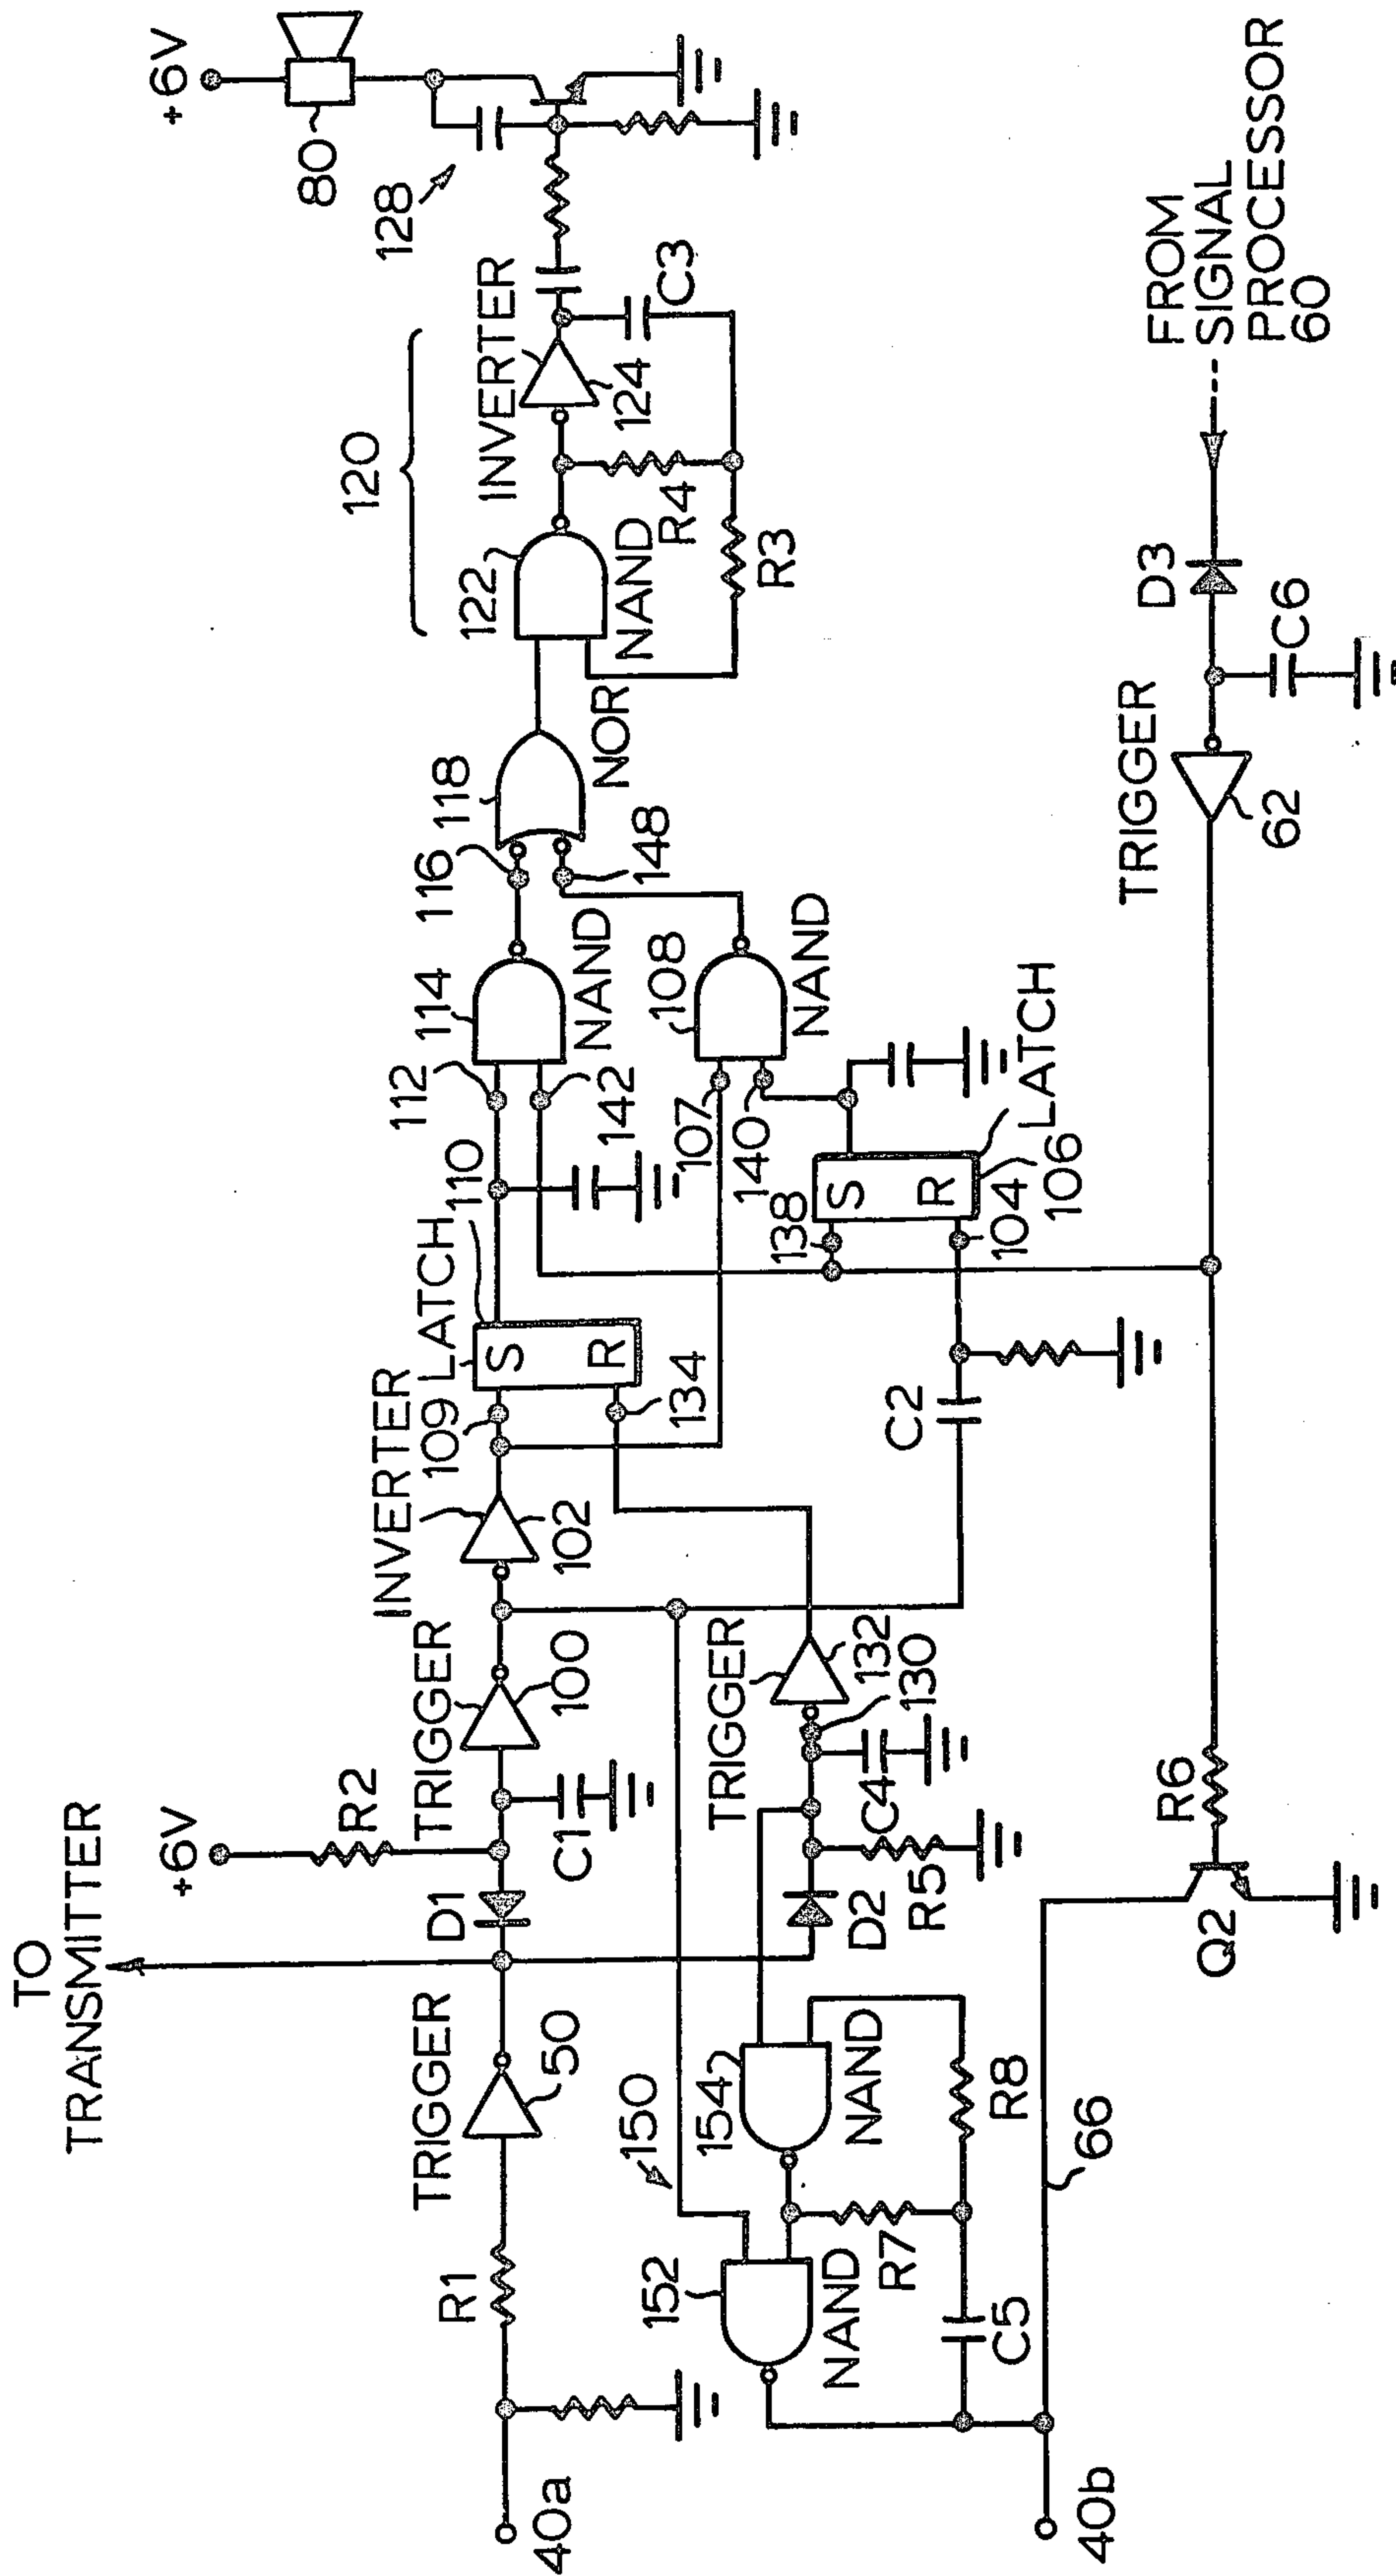 TO
TRANSMITTER
+6V
R2
TRIGGER
R1
TRIGGER
50
D1
C1
TRIGGER
100
INVERTER
102
109
LATCH
S
R
110
134
112
142
114
NAND
116
118
NOR
148
107
140
108
NAND
138
S
R
LATCH
104
106
120
122
NAND
R4
R3
INVERTER
124
C3
128
80
+6V
40a
150
152
NAND
154
NAND
R7
R8
C5
D2
R5
C4
TRIGGER
132
130
C2
40b
66
Q2
R6
TRIGGER
62
D3
C6
FROM
SIGNAL
PROCESSOR
60